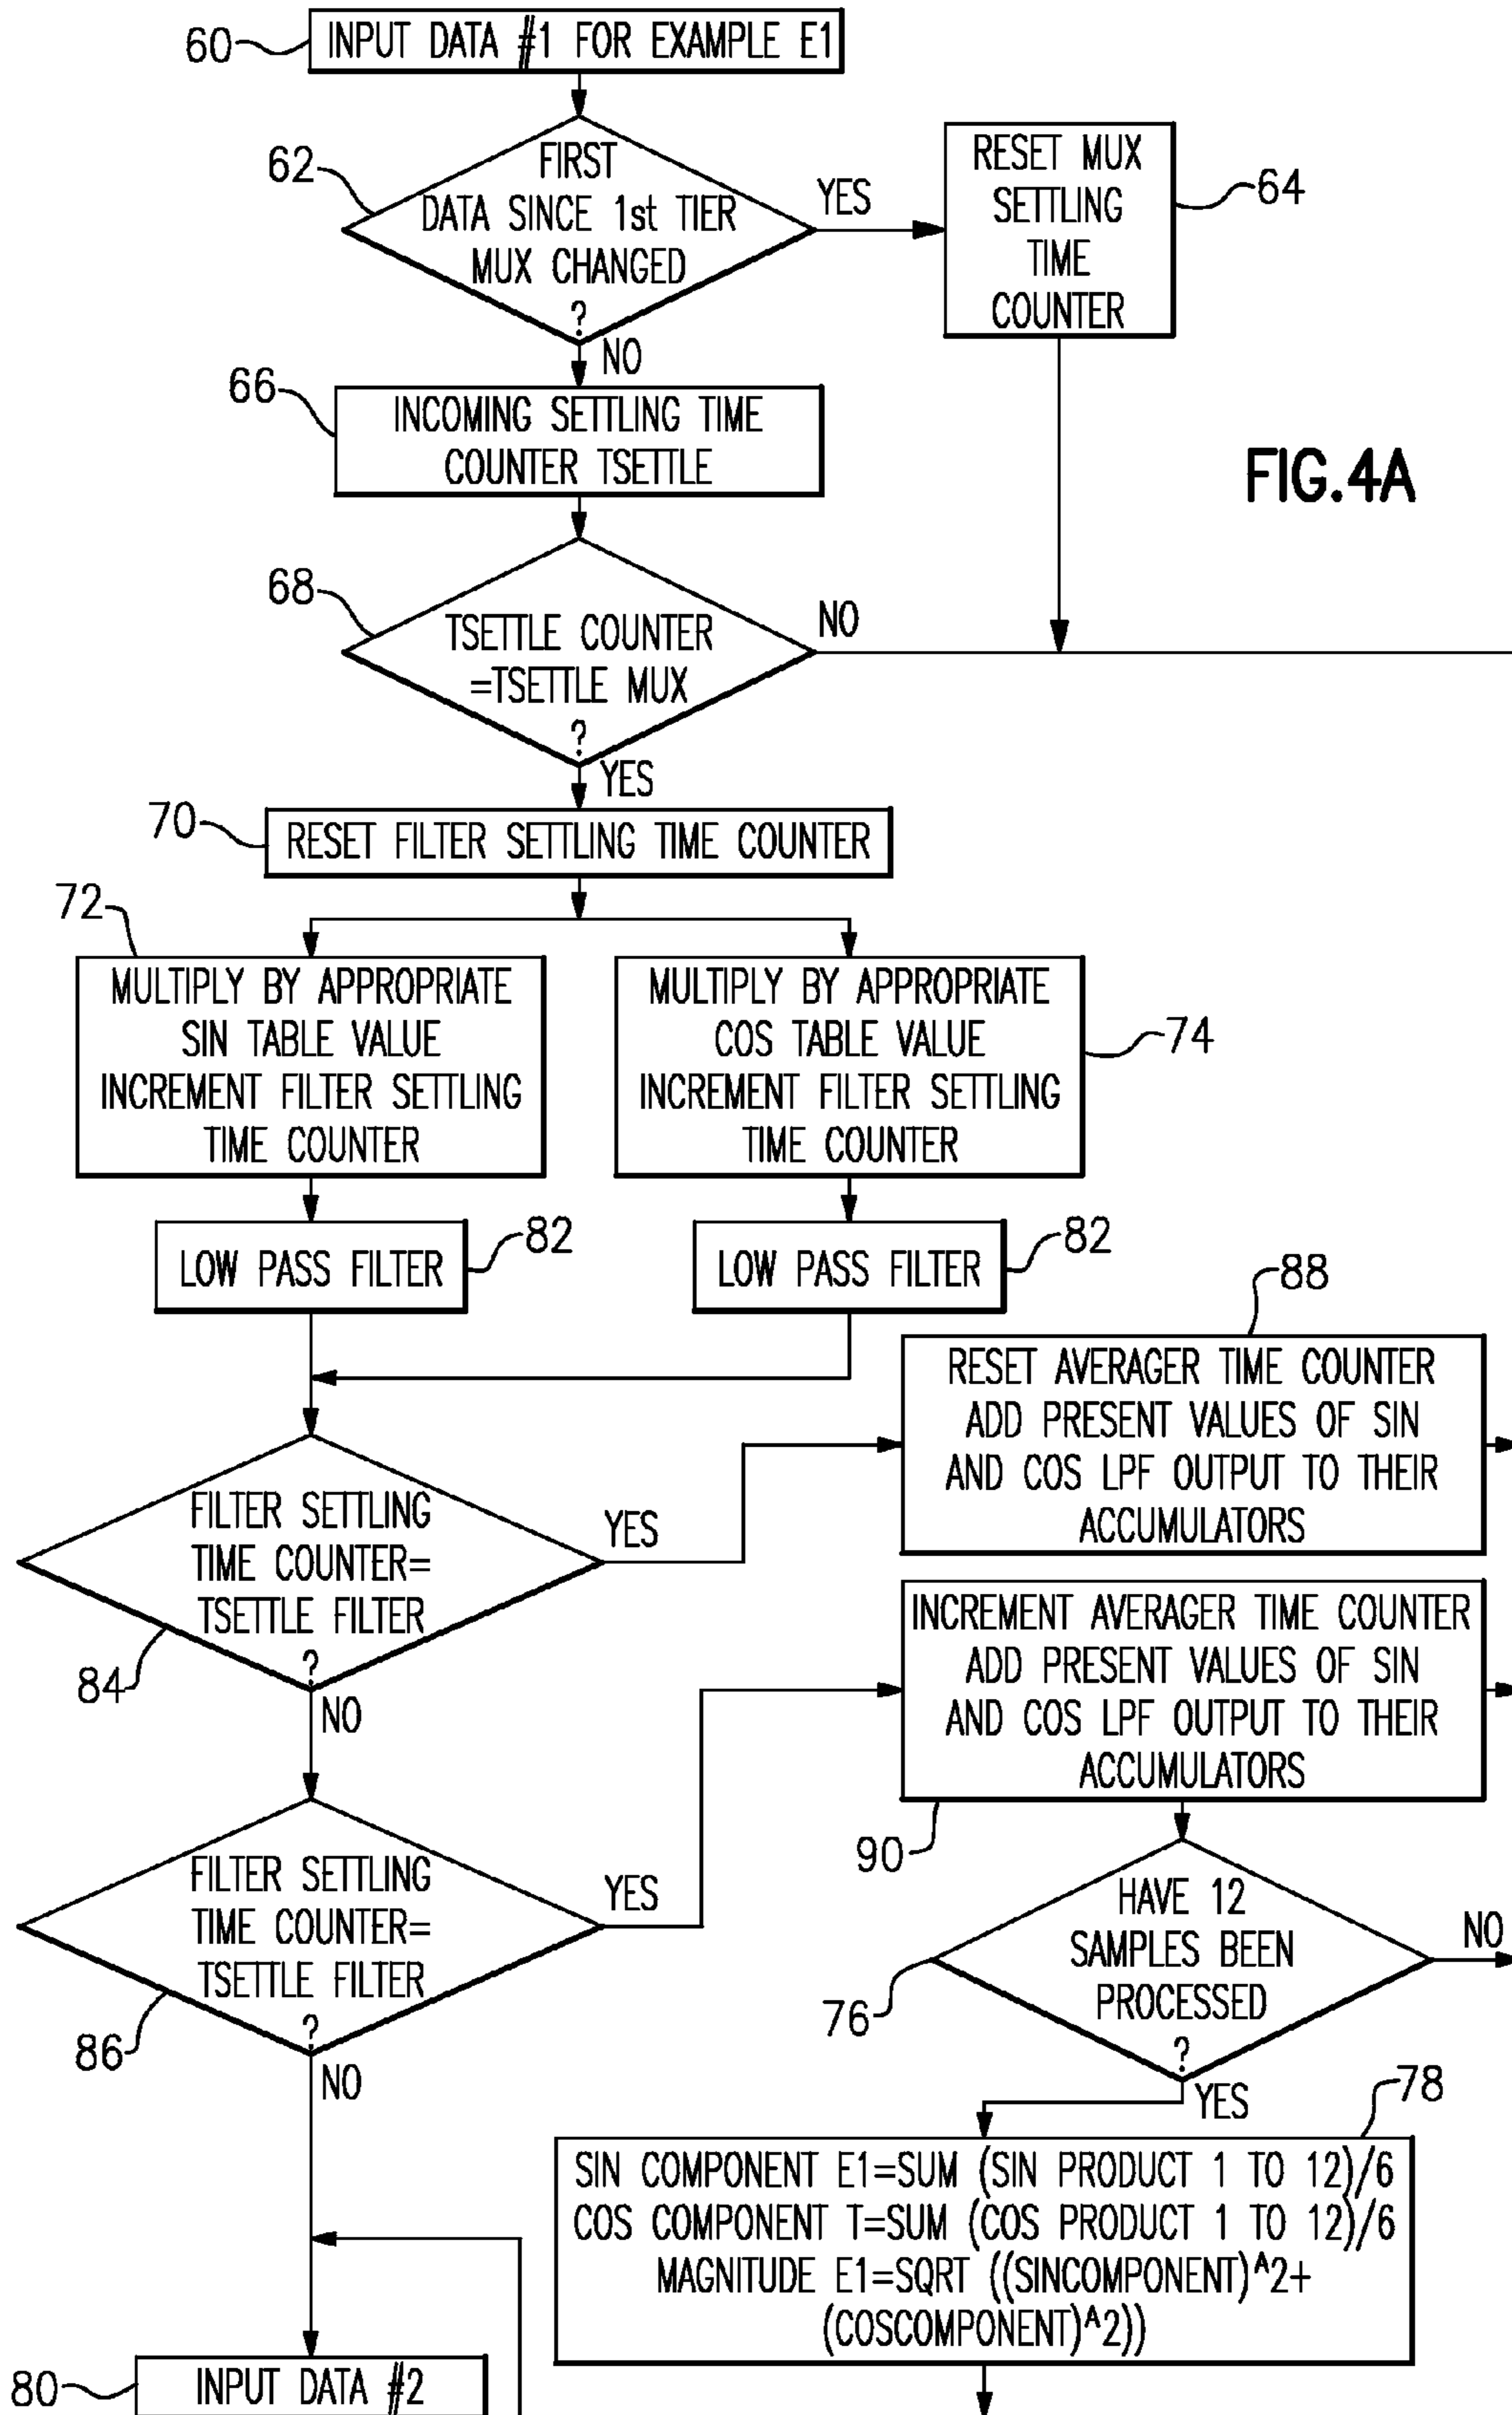 60
INPUT DATA #1 FOR EXAMPLE E1
62
FIRST
DATA SINCE 1st TIER
MUX CHANGED
?
YES
NO
RESET MUX
SETTLING
TIME
COUNTER
64
66
INCOMING SETTLING TIME
COUNTER TSETTLE
FIG.4A
68
TSETTLE COUNTER
=TSETTLE MUX
?
NO
YES
70
RESET FILTER SETTLING TIME COUNTER
72
MULTIPLY BY APPROPRIATE
SIN TABLE VALUE
INCREMENT FILTER SETTLING
TIME COUNTER
MULTIPLY BY APPROPRIATE
COS TABLE VALUE
INCREMENT FILTER SETTLING
TIME COUNTER
74
LOW PASS FILTER
82
LOW PASS FILTER
82
88
RESET AVERAGER TIME COUNTER
ADD PRESENT VALUES OF SIN
AND COS LPF OUTPUT TO THEIR
ACCUMULATORS
FILTER SETTLING
TIME COUNTER=
TSETTLE FILTER
?
YES
84
NO
INCREMENT AVERAGER TIME COUNTER
ADD PRESENT VALUES OF SIN
AND COS LPF OUTPUT TO THEIR
ACCUMULATORS
90
FILTER SETTLING
TIME COUNTER=
TSETTLE FILTER
?
YES
86
NO
HAVE 12
SAMPLES BEEN
PROCESSED
?
NO
76
YES
78
SIN COMPONENT E1=SUM (SIN PRODUCT 1 TO 12)/6
COS COMPONENT T=SUM (COS PRODUCT 1 TO 12)/6
MAGNITUDE E1=SQRT ((SINCOMPONENT)^2+
(COSCOMPONENT)^2))
80
INPUT DATA #2